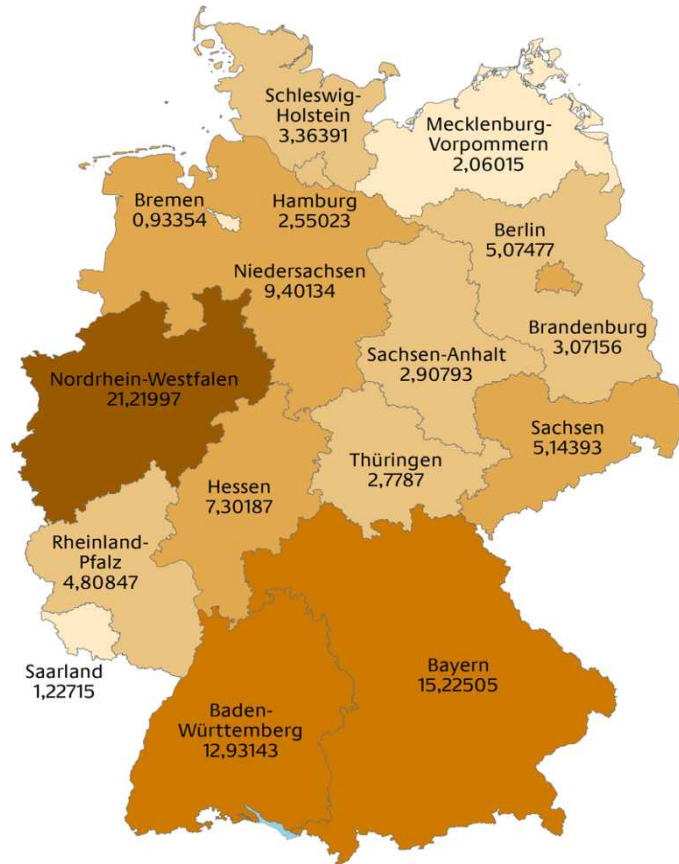 Schleswig-
Holstein
3,36391
Mecklenburg-
Vorpommern
2,06015
Bremen
0,93354
Hamburg
2,55023
Berlin
5,07477
Niedersachsen
9,40134
Brandenburg
3,07156
Sachsen-Anhalt
2,90793
Nordrhein-Westfalen
21,21997
Sachsen
5,14393
Thüringen
2,7787
Hessen
7,30187
Rheinland-
Pfalz
4,80847
Saarland
1,22715
Bayern
15,22505
Baden-
Württemberg
12,93143